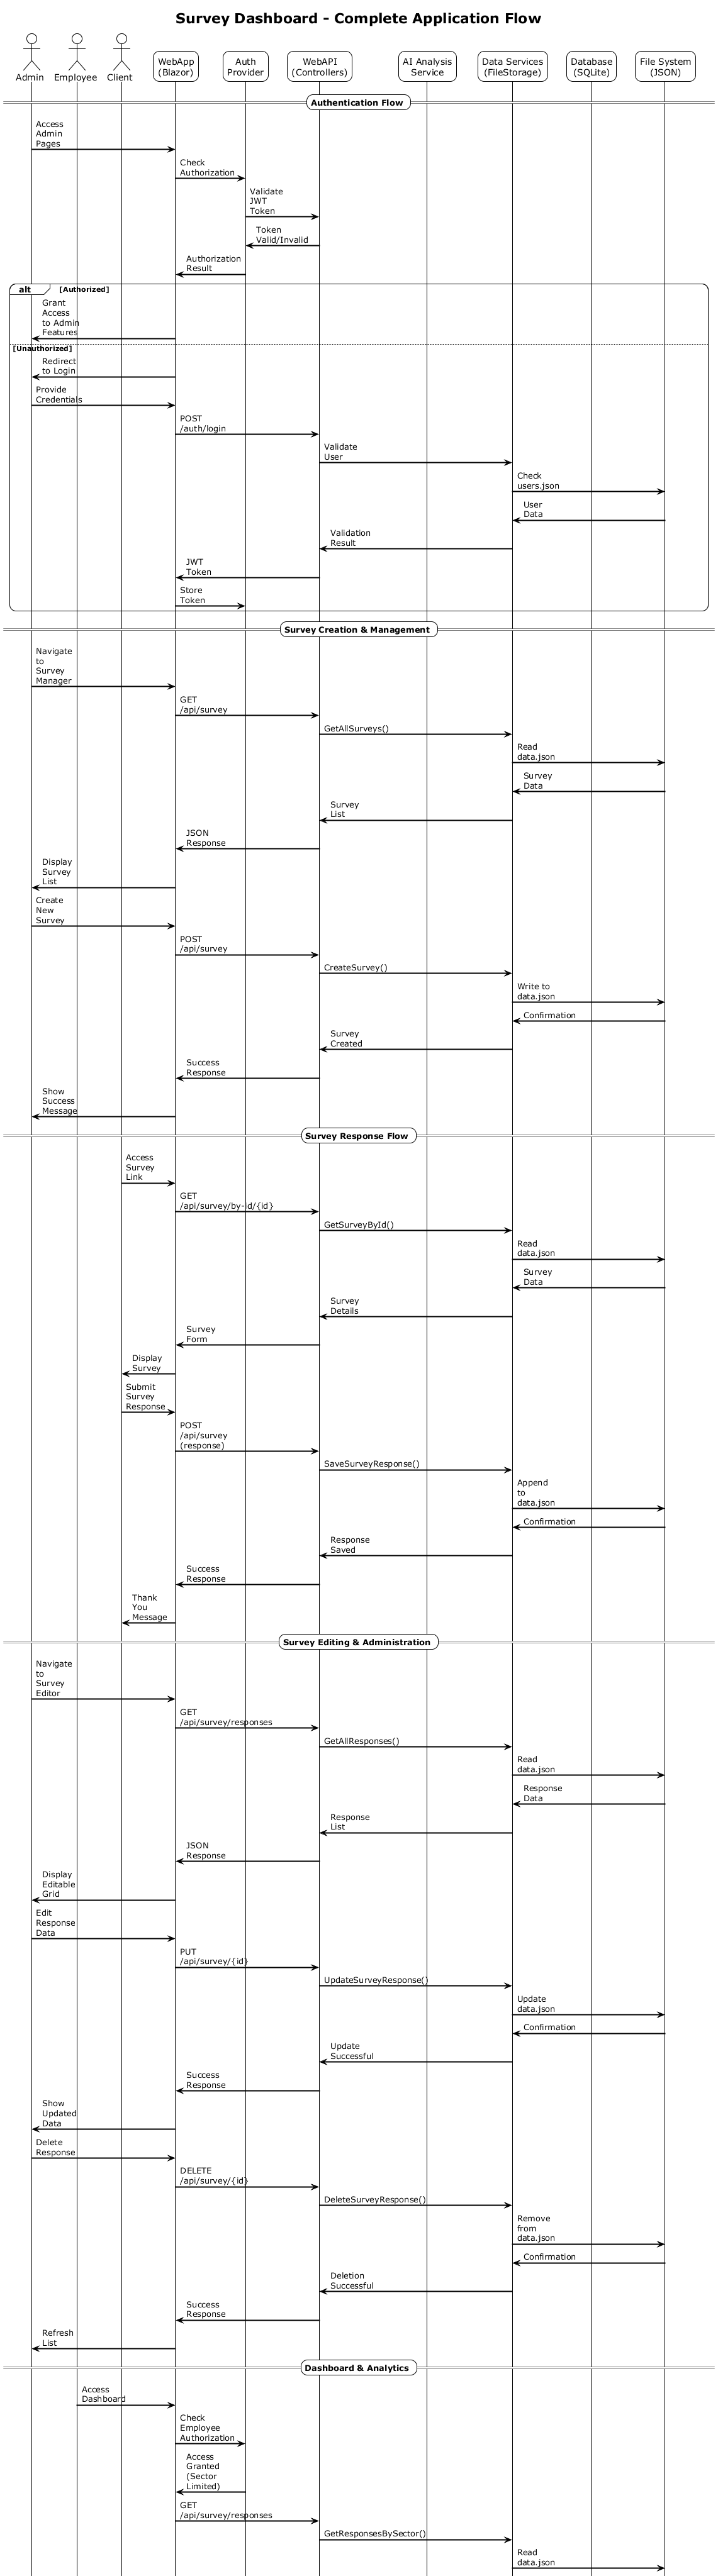 Survey Dashboard - Complete Application Flow
Admin
Employee
Client
WebApp
(Blazor)
Auth
Provider
WebAPI
(Controllers)
AI Analysis
Service
Data Services
(FileStorage)
Database
(SQLite)
File System
(JSON)
Authentication Flow
Access
Admin
Pages
Check
Authorization
Validate
JWT
Token
Token
Valid/Invalid
Authorization
Result
alt
[Authorized]
Grant
Access
to Admin
Features
[Unauthorized]
Redirect
to Login
Provide
Credentials
POST
/auth/login
Validate
User
Check
users.json
User
Data
Validation
Result
JWT
Token
Store
Token
Survey Creation & Management
Navigate
to
Survey
Manager
GET
/api/survey
GetAllSurveys()
Read
data.json
Survey
Data
Survey
List
JSON
Response
Display
Survey
List
Create
New
Survey
POST
/api/survey
CreateSurvey()
Write to
data.json
Confirmation
Survey
Created
Success
Response
Show
Success
Message
Survey Response Flow
Access
Survey
Link
GET
/api/survey/by-id/{id}
GetSurveyById()
Read
data.json
Survey
Data
Survey
Details
Survey
Form
Display
Survey
Submit
Survey
Response
POST
/api/survey
(response)
SaveSurveyResponse()
Append
to
data.json
Confirmation
Response
Saved
Success
Response
Thank
You
Message
Survey Editing & Administration
Navigate
to
Survey
Editor
GET
/api/survey/responses
GetAllResponses()
Read
data.json
Response
Data
Response
List
JSON
Response
Display
Editable
Grid
Edit
Response
Data
PUT
/api/survey/{id}
UpdateSurveyResponse()
Update
data.json
Confirmation
Update
Successful
Success
Response
Show
Updated
Data
Delete
Response
DELETE
/api/survey/{id}
DeleteSurveyResponse()
Remove
from
data.json
Confirmation
Deletion
Successful
Success
Response
Refresh
List
Dashboard & Analytics
Access
Dashboard
Check
Employee
Authorization
Access
Granted
(Sector
Limited)
GET
/api/survey/responses
GetResponsesBySector()
Read
data.json